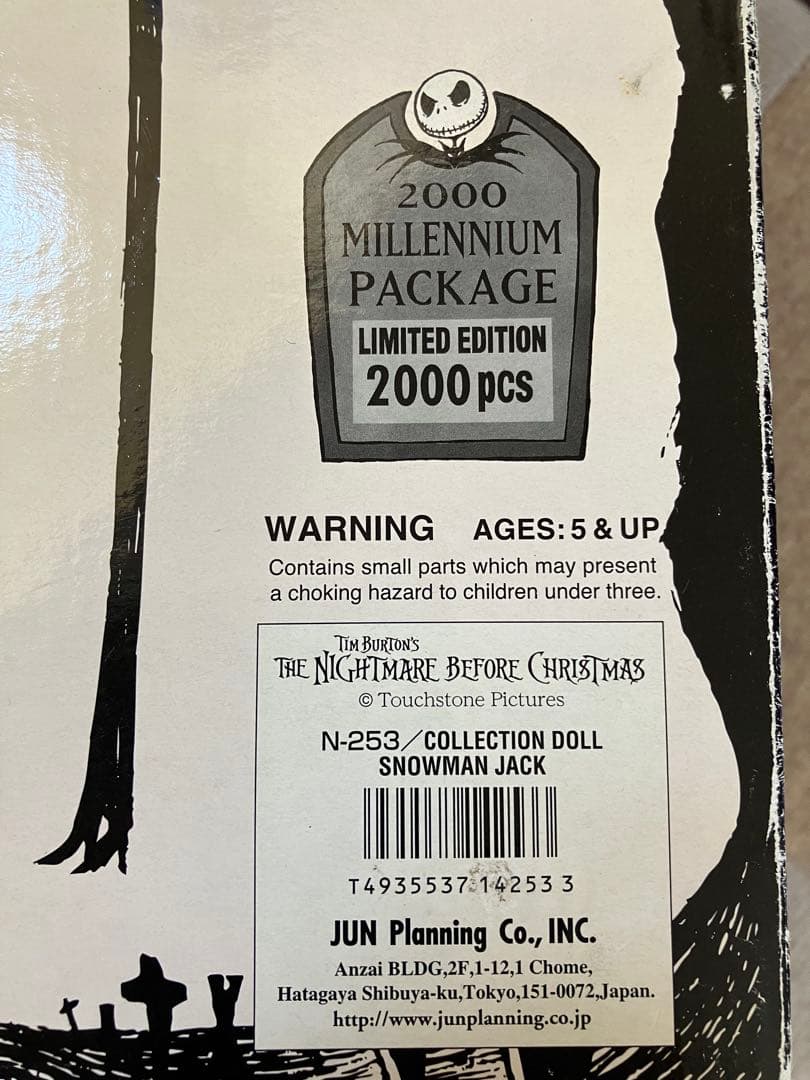 2000
MILLENNIUM
PACKAGE
LIMITED EDITION
2000 pcs
WARNING AGES: 5 & UP
Contains small parts which may present
a choking hazard to children under three.
TIM BURTON'S
THE NIGHTMARE BEFORE CHRISTMAS
© Touchstone Pictures
N-253/COLLECTION DOLL
SNOWMAN JACK
T4935537 14253 3
JUN Planning Co., INC.
Anzai BLDG,2F,1-12,1 Chome,
Hatagaya Shibuya-ku,Tokyo,151-0072,Japan.
http://www.junplanning.co.jp